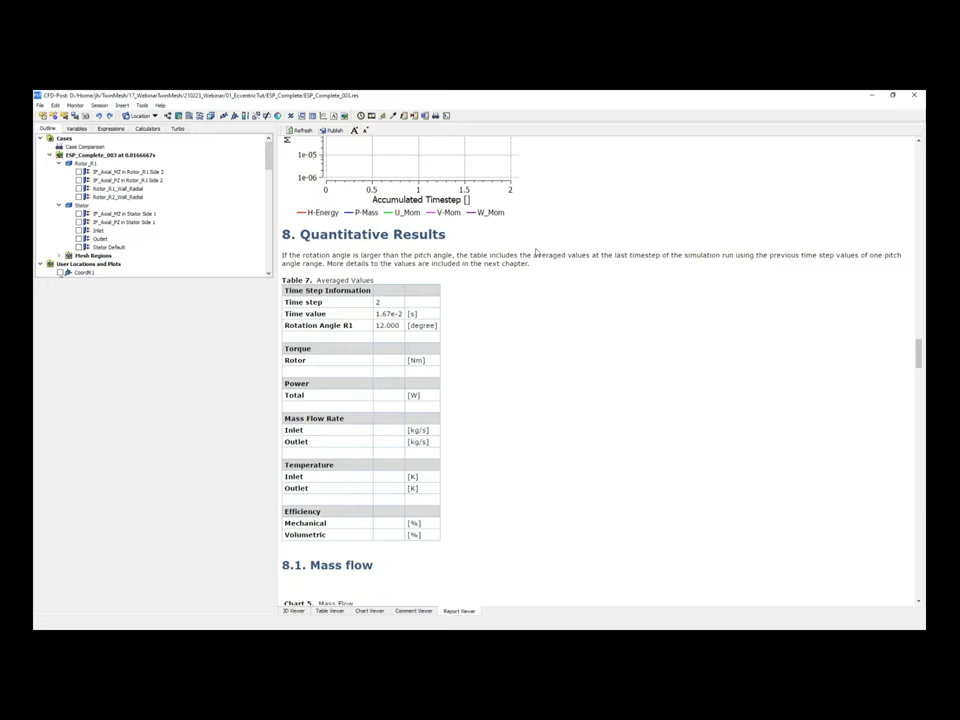 CFD-Post: D:/Home/jh/TwinMesh/17_WebinarTwinMesh/210223_Webinar/01_EccentricTut/ESP_Complete/ESP_Complete_003.res
File Edit Monitor Session Insert Tools Help
Location
Outline Variables Expressions Calculators Turbo
Refresh Publish
Cases
Case Comparison
ESP_Complete_003 at 0.0166667s
Rotor_R1
IF_Axial_MZ in Rotor_R1 Side 2
IF_Axial_PZ in Rotor_R1 Side 2
Rotor_R1_Wall_Radial
Rotor_R2_Wall_Radial
Stator
IF_Axial_MZ in Stator Side 1
IF_Axial_PZ in Stator Side 1
Inlet
Outlet
Stator Default
Mesh Regions
User Locations and Plots
CoordR1
1e-05
1e-06
0 0.5 1 1.5 2
Accumulated Timestep []
H-Energy P-Mass U_Mom V-Mom W_Mom
8. Quantitative Results
If the rotation angle is larger than the pitch angle, the table includes the averaged values at the last timestep of the simulation run using the previous time step values of one pitch
angle range. More details to the values are included in the next chapter.
Table 7. Averaged Values
Time Step Information
Time step 2
Time value 1.67e-2 [s]
Rotation Angle R1 12.000 [degree]
Torque
Rotor [Nm]
Power
Total [W]
Mass Flow Rate
Inlet [kg/s]
Outlet [kg/s]
Temperature
Inlet [K]
Outlet [K]
Efficiency
Mechanical [%]
Volumetric [%]
8.1. Mass flow
Chart 5. Mass Flow
3D Viewer Table Viewer Chart Viewer Comment Viewer Report Viewer